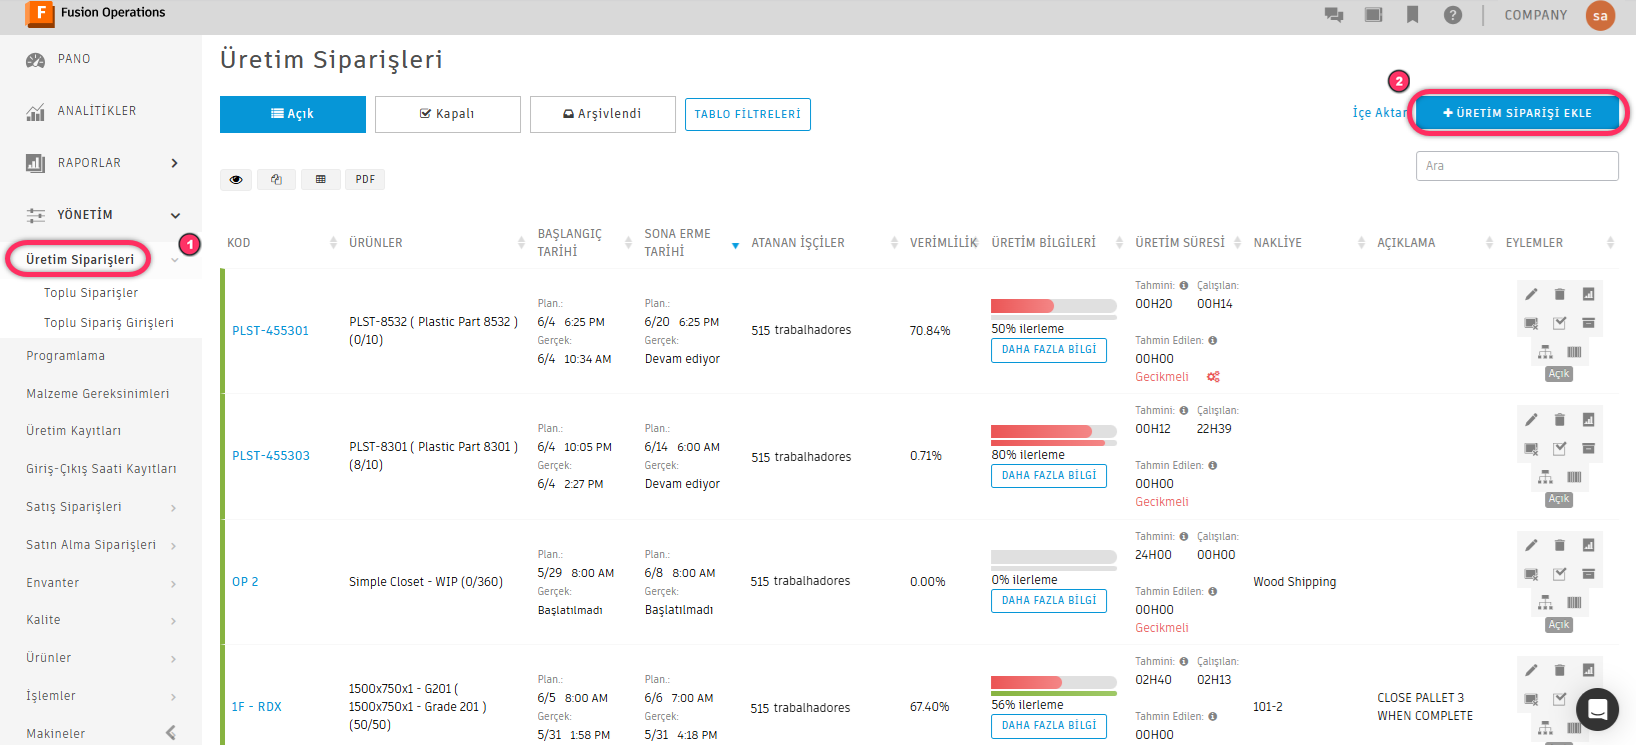 Fusion Operations
COMPANY
sa
PANO
ANALİTİKLER
RAPORLAR
YÖNETİM
Üretim Siparişleri
1
Toplu Siparişler
Toplu Sipariş Girişleri
Programlama
Malzeme Gereksinimleri
Üretim Kayıtları
Giriş-Çıkış Saati Kayıtları
Satış Siparişleri
Satın Alma Siparişleri
Envanter
Kalite
Ürünler
İşlemler
Makineler
Üretim Siparişleri
Açık
Kapalı
Arşivlendi
TABLO FİLTRELERİ
İçe Aktar
2
+ ÜRETİM SİPARİŞİ EKLE
Ara
PDF
KOD
ÜRÜNLER
BAŞLANGIÇ
TARİHİ
SONA ERME
TARİHİ
ATANAN İŞÇİLER
VERİMLİLİK
ÜRETİM BİLGİLERİ
ÜRETİM SÜRESİ
NAKLİYE
AÇIKLAMA
EYLEMLER
PLST-455301
PLST-8532 ( Plastic Part 8532 )
(0/10)
Plan.:
6/4 6:25 PM
Gerçek:
6/4 10:34 AM
Plan.:
6/20 6:25 PM
Gerçek:
Devam ediyor
515 trabalhadores
70.84%
50% ilerleme
DAHA FAZLA BİLGİ
Tahmini: Çalışılan:
00H20 00H14
Tahmin Edilen:
00H00
Gecikmeli
Açık
PLST-455303
PLST-8301 ( Plastic Part 8301 )
(8/10)
Plan.:
6/4 10:05 PM
Gerçek:
6/4 2:27 PM
Plan.:
6/14 6:00 AM
Gerçek:
Devam ediyor
515 trabalhadores
0.71%
80% ilerleme
DAHA FAZLA BİLGİ
Tahmini: Çalışılan:
00H12 22H39
Tahmin Edilen:
00H00
Gecikmeli
Açık
OP 2
Simple Closet - WIP (0/360)
Plan.:
5/29 8:00 AM
Gerçek:
Başlatılmadı
Plan.:
6/8 8:00 AM
Gerçek:
Başlatılmadı
515 trabalhadores
0.00%
0% ilerleme
DAHA FAZLA BİLGİ
Tahmini: Çalışılan:
24H00 00H00
Tahmin Edilen:
00H00
Gecikmeli
Wood Shipping
Açık
1F - RDX
1500x750x1 - G201 (
1500x750x1 - Grade 201 )
(50/50)
Plan.:
6/5 8:00 AM
Gerçek:
5/31 1:58 PM
Plan.:
6/6 7:00 AM
Gerçek:
5/31 4:18 PM
515 trabalhadores
67.40%
56% ilerleme
DAHA FAZLA BİLGİ
Tahmini: Çalışılan:
02H40 02H13
Tahmin Edilen:
00H00
101-2
CLOSE PALLET 3
WHEN COMPLETE